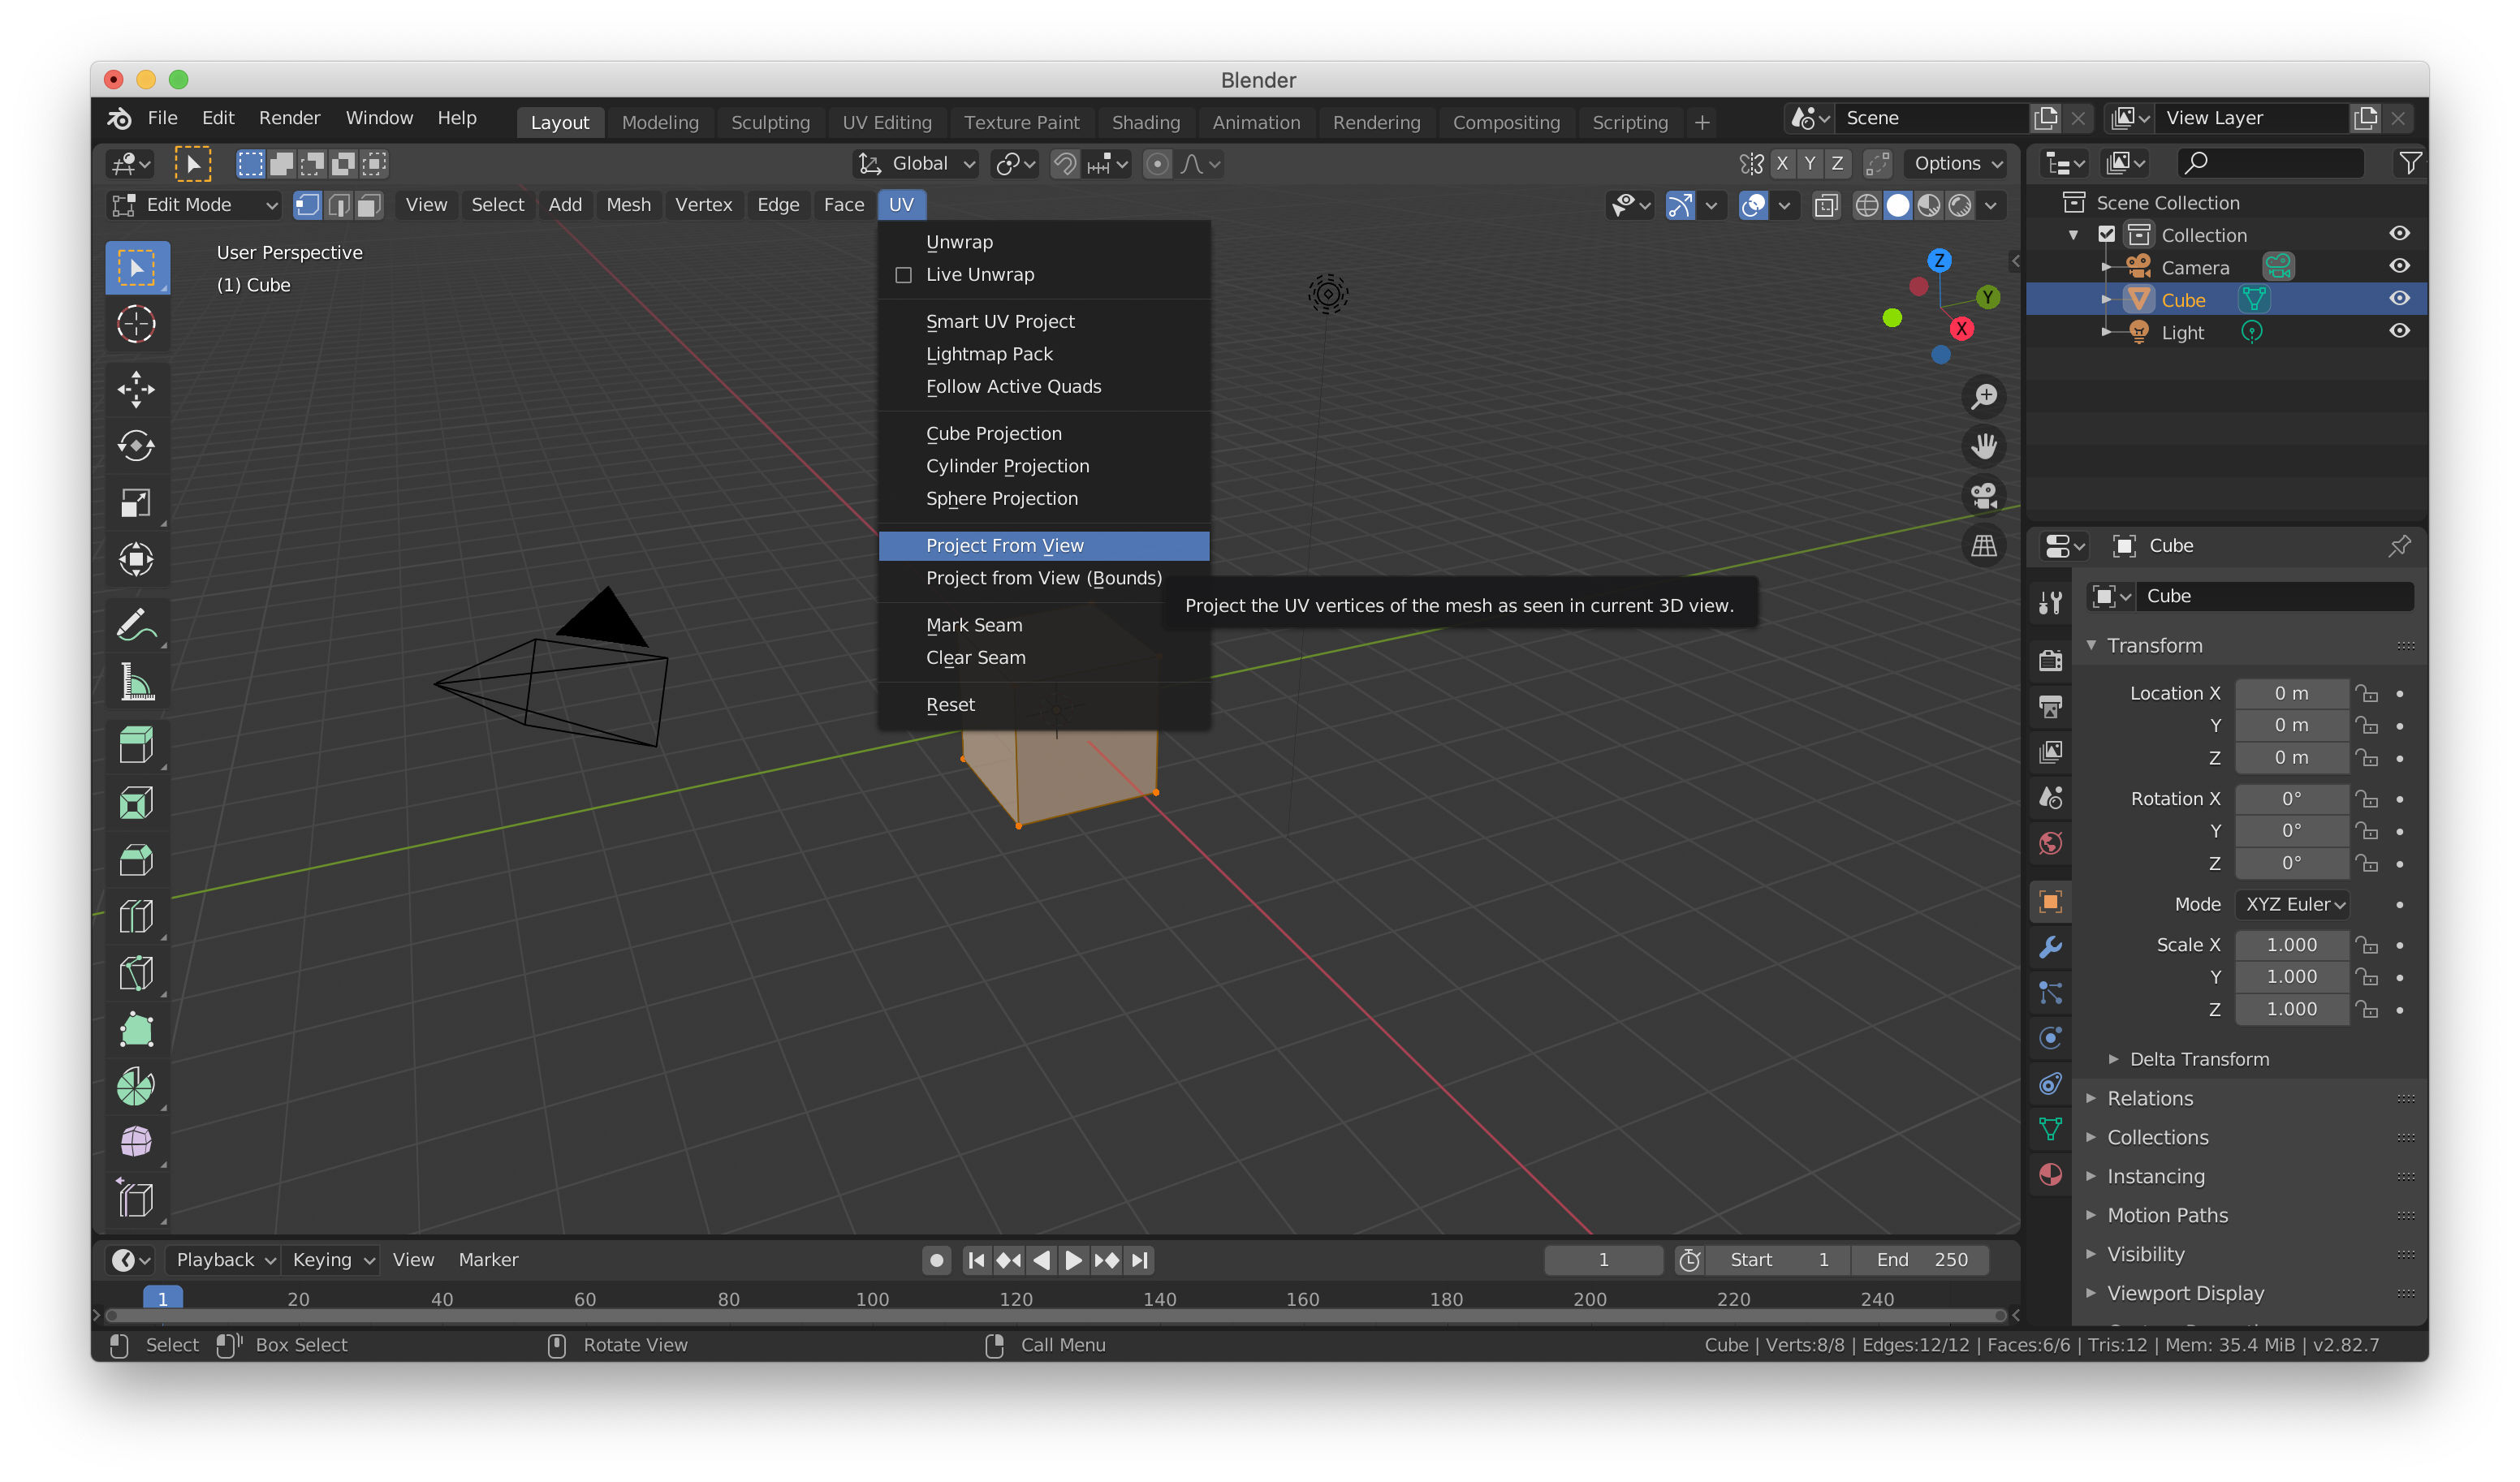 Blender
File Edit Render Window Help Layout Modeling Sculpting UV Editing Texture Paint Shading Animation Rendering Compositing Scripting + Scene View Layer
Global X Y Z Options
Edit Mode View Select Add Mesh Vertex Edge Face UV
User Perspective
(1) Cube
Unwrap
Live Unwrap
Smart UV Project
Lightmap Pack
Follow Active Quads
Cube Projection
Cylinder Projection
Sphere Projection
Project From View
Project from View (Bounds)
Project the UV vertices of the mesh as seen in current 3D view.
Mark Seam
Clear Seam
Reset
Z
Y
X
Scene Collection
Collection
Camera
Cube
Light
Cube
Cube
Transform
Location X 0 m
Y 0 m
Z 0 m
Rotation X 0°
Y 0°
Z 0°
Mode XYZ Euler
Scale X 1.000
Y 1.000
Z 1.000
Delta Transform
Relations
Collections
Instancing
Motion Paths
Visibility
Viewport Display
Playback Keying View Marker 1 Start 1 End 250
1 20 40 60 80 100 120 140 160 180 200 220 240
Select Box Select Rotate View Call Menu Cube | Verts:8/8 | Edges:12/12 | Faces:6/6 | Tris:12 | Mem: 35.4 MiB | v2.82.7